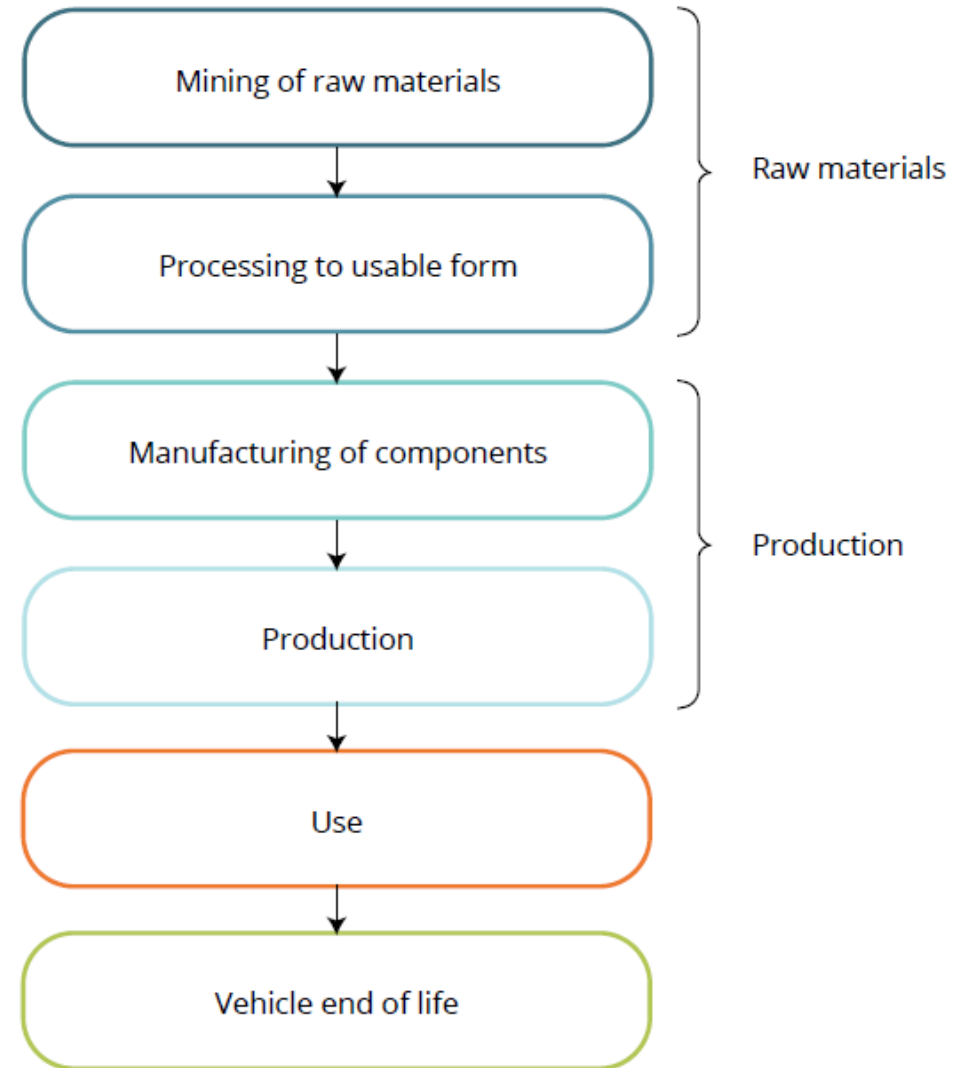 Mining of raw materials
Raw materials
Processing to usable form
Manufacturing of components
Production
Production
Use
Vehicle end of life